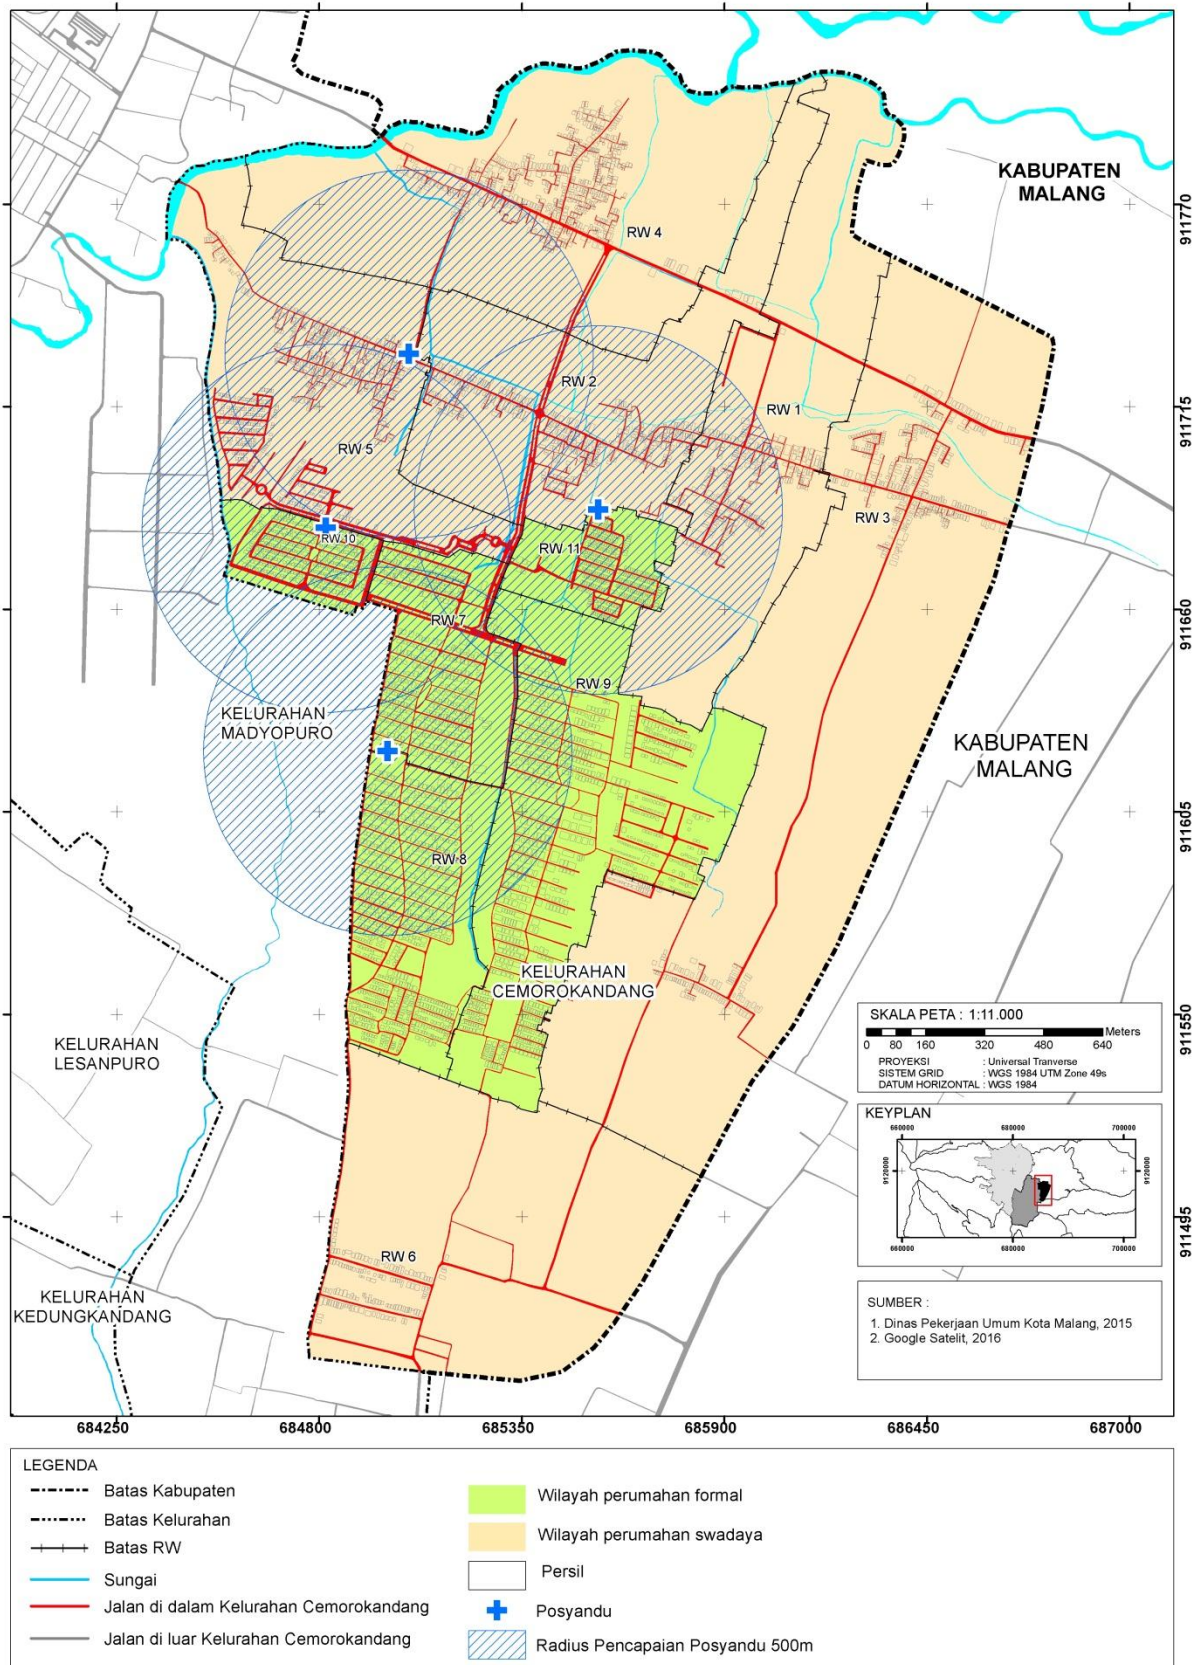 KABUPATEN
MALANG
RW 4
RW 2
RW 1
RW 5
RW 3
RW 10
RW 11
RW 7
RW 9
KELURAHAN
MADYOPURO
KABUPATEN
MALANG
RW 8
KELURAHAN
CEMOROKANDANG
KELURAHAN
LESANPURO
RW 6
KELURAHAN
KEDUNGKANDANG
911770
911715
911660
911605
911550
911495
SKALA PETA : 1:11.000
Meters
0 80 160 320 480 640
PROYEKSI : Universal Tranverse
SISTEM GRID : WGS 1984 UTM Zone 49s
DATUM HORIZONTAL : WGS 1984
KEYPLAN
660000 680000 700000
9120000 9120000
660000 680000 700000
SUMBER :
1. Dinas Pekerjaan Umum Kota Malang, 2015
2. Google Satelit, 2016
684250 684800 685350 685900 686450 687000
LEGENDA
Batas Kabupaten
Batas Kelurahan
Batas RW
Sungai
Jalan di dalam Kelurahan Cemorokandang
Jalan di luar Kelurahan Cemorokandang
Wilayah perumahan formal
Wilayah perumahan swadaya
Persil
Posyandu
Radius Pencapaian Posyandu 500m